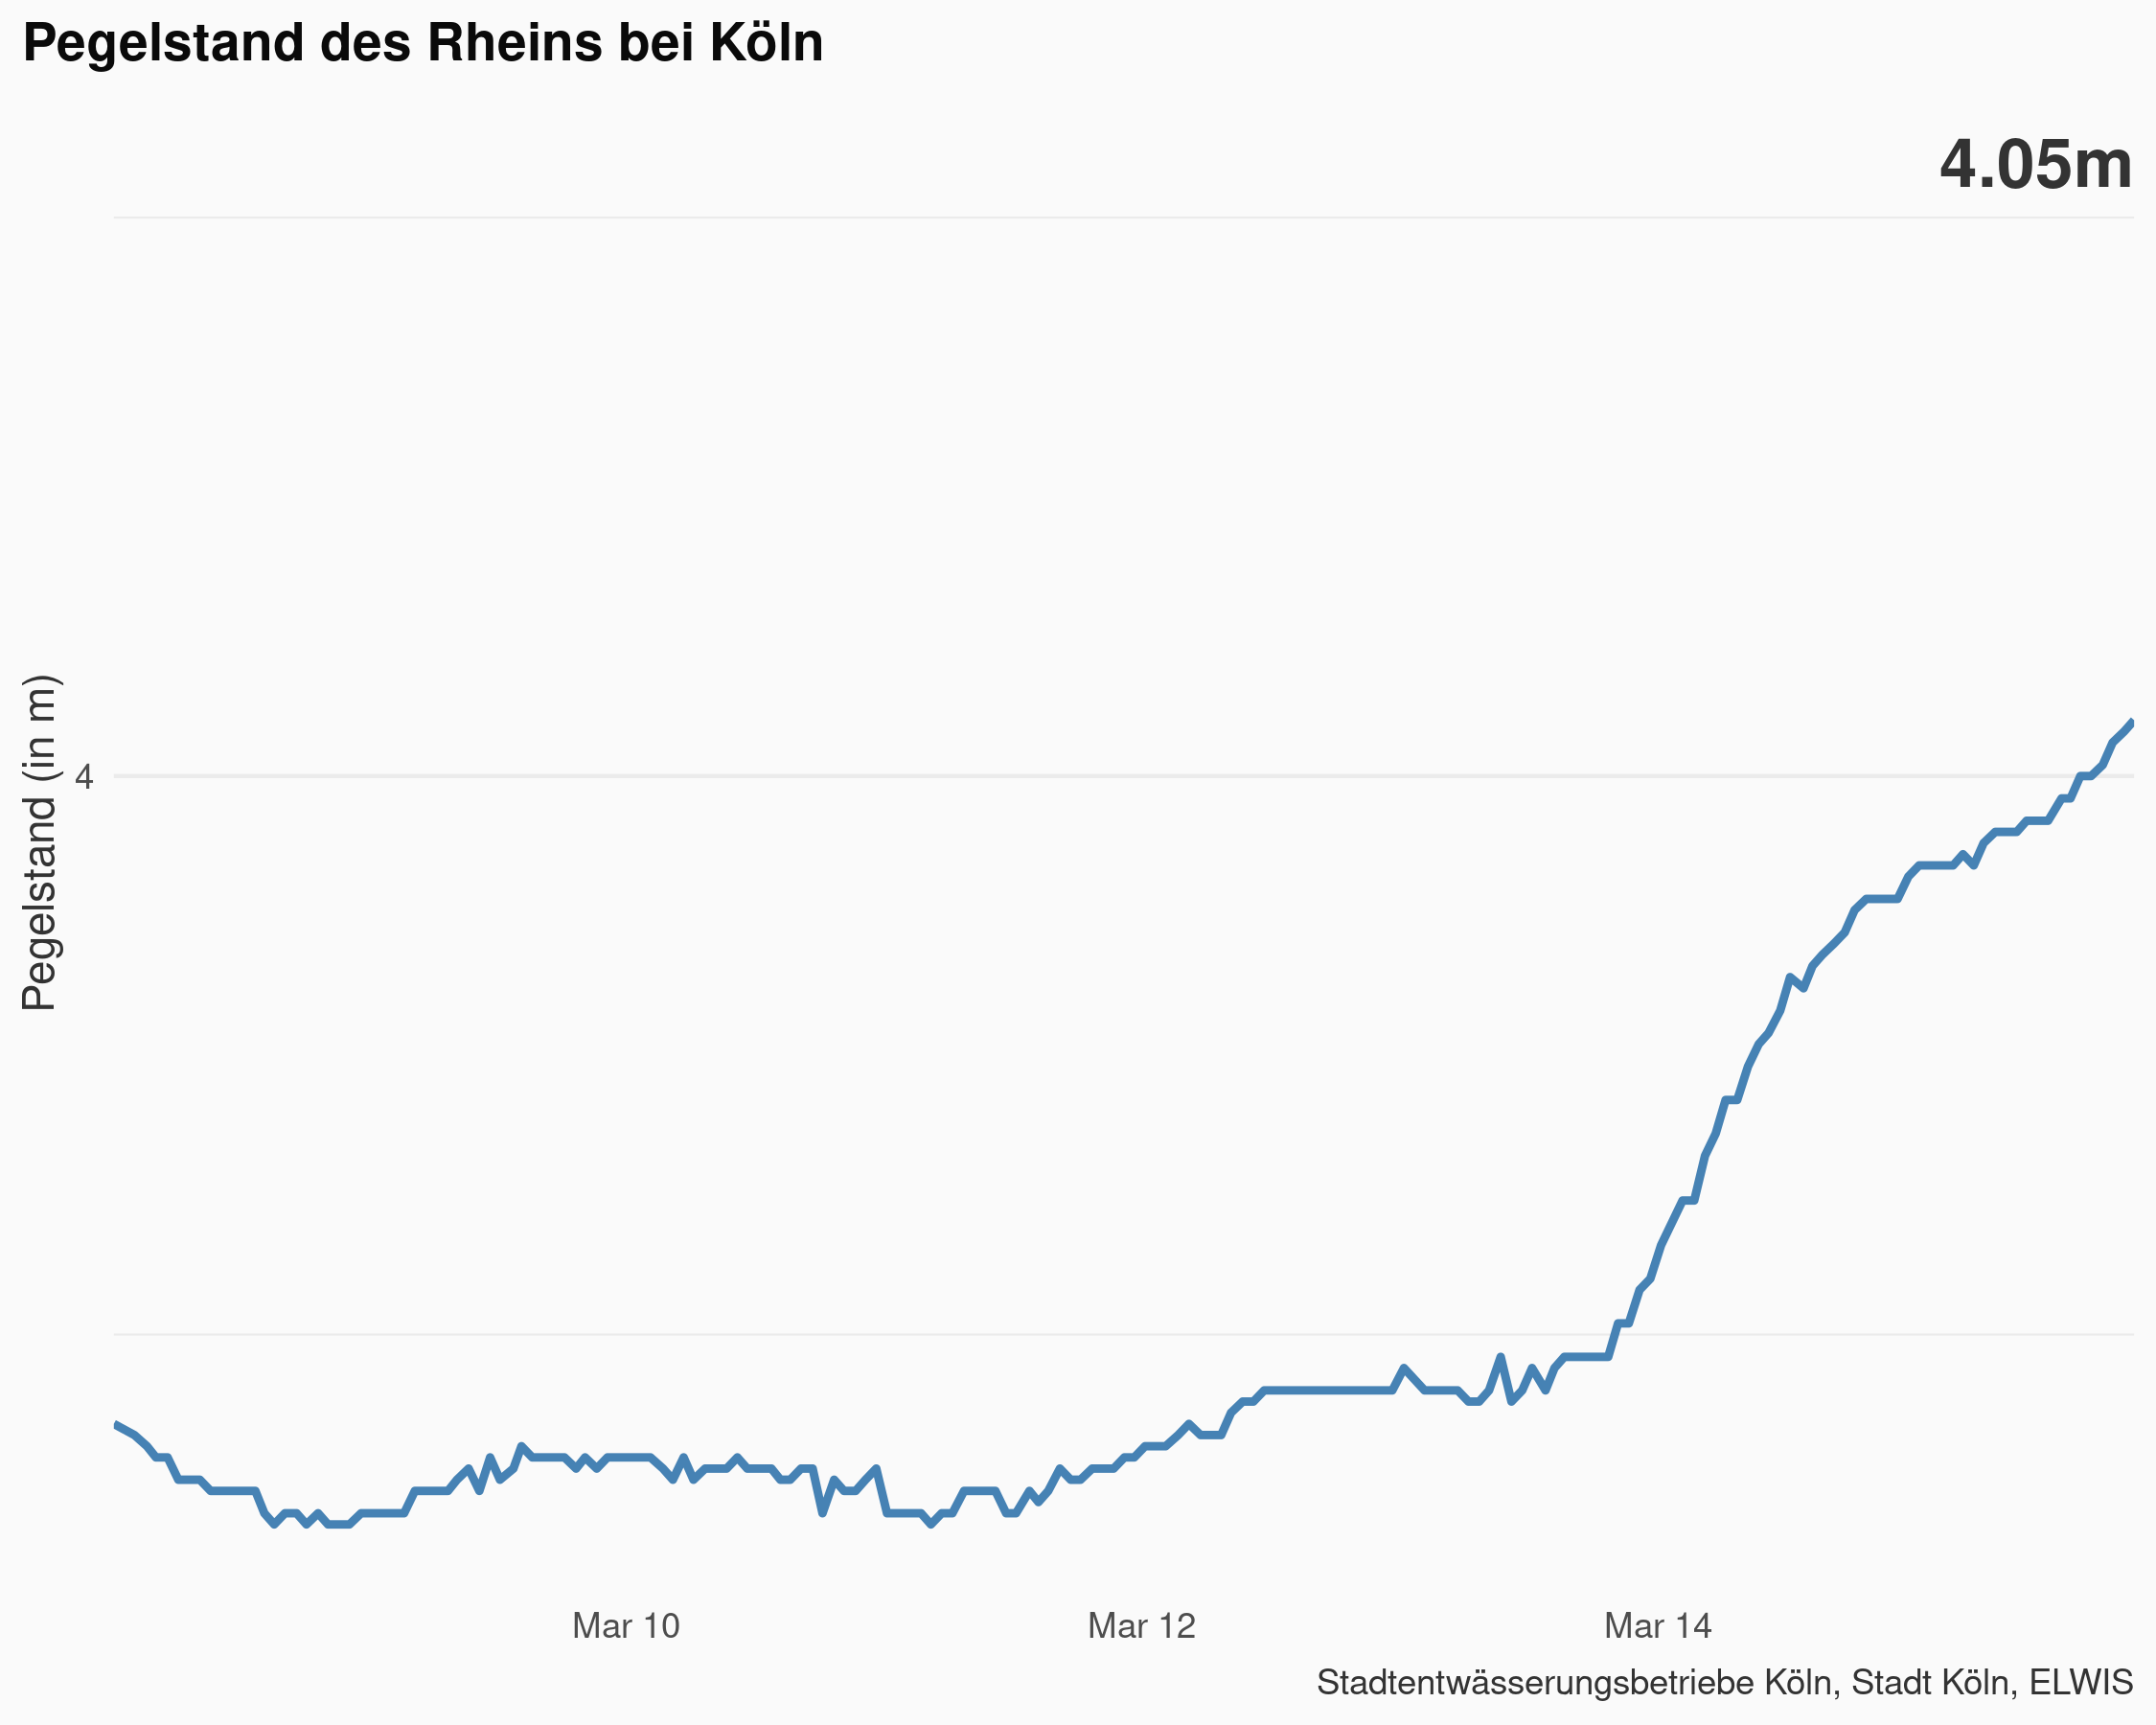 Pegelstand des Rheins bei Köln
4.05m
Pegelstand (in m)
4
Mar 10
Mar 12
Mar 14
Stadtentwässerungsbetriebe Köln, Stadt Köln, ELWIS